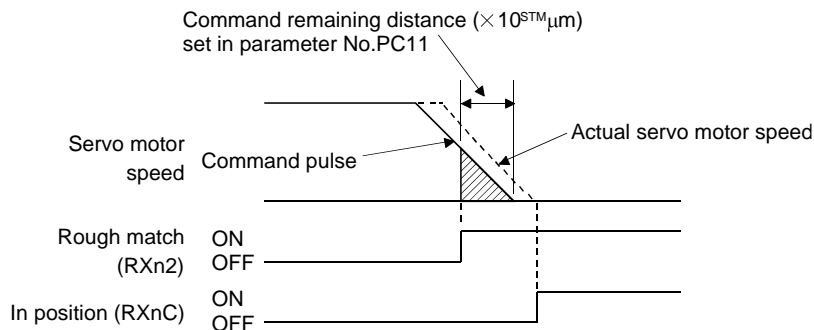 Command remaining distance (×10STMμm)
set in parameter No.PC11
Servo motor
speed
Command pulse
Actual servo motor speed
Rough match
(RXn2)
ON
OFF
In position (RXnC)
ON
OFF